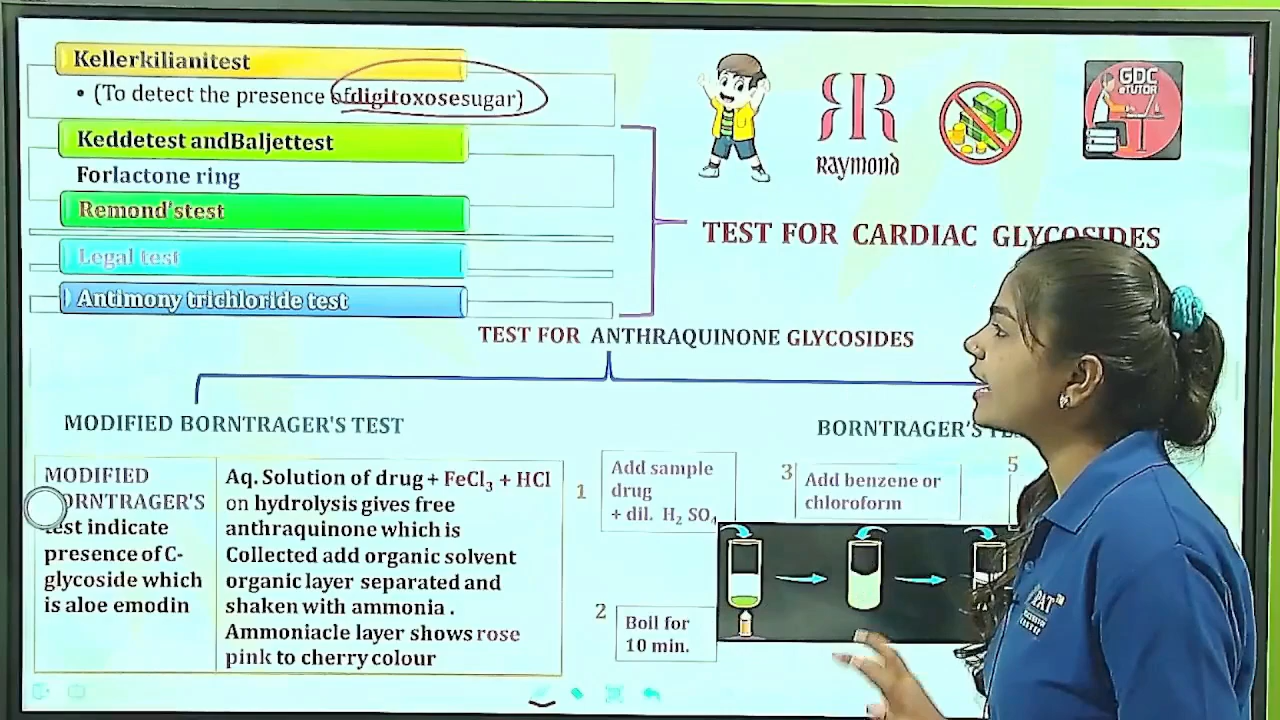 Kellerkilianitest
• (To detect the presence ofdigitoxosesugar)
Keddetest andBaljettest
Forlactone ring
Remond'stest
Legal test
Antimony trichloride test
Raymond
GDC
eTUTOR
TEST FOR CARDIAC GLYCOSIDES
TEST FOR ANTHRAQUINONE GLYCOSIDES
MODIFIED BORNTRAGER'S TEST
MODIFIED
ORNTRAGER'S
test indicate
presence of C-
glycoside which
is aloe emodin
Aq. Solution of drug + FeCl₃ + HCl
on hydrolysis gives free
anthraquinone which is
Collected add organic solvent
organic layer separated and
shaken with ammonia .
Ammoniacle layer shows rose
pink to cherry colour
BORNTRAGER'S TE
1
Add sample
drug
+ dil. H₂ SO₄
2
Boil for
10 min.
3
Add benzene or
chloroform
5
PAT